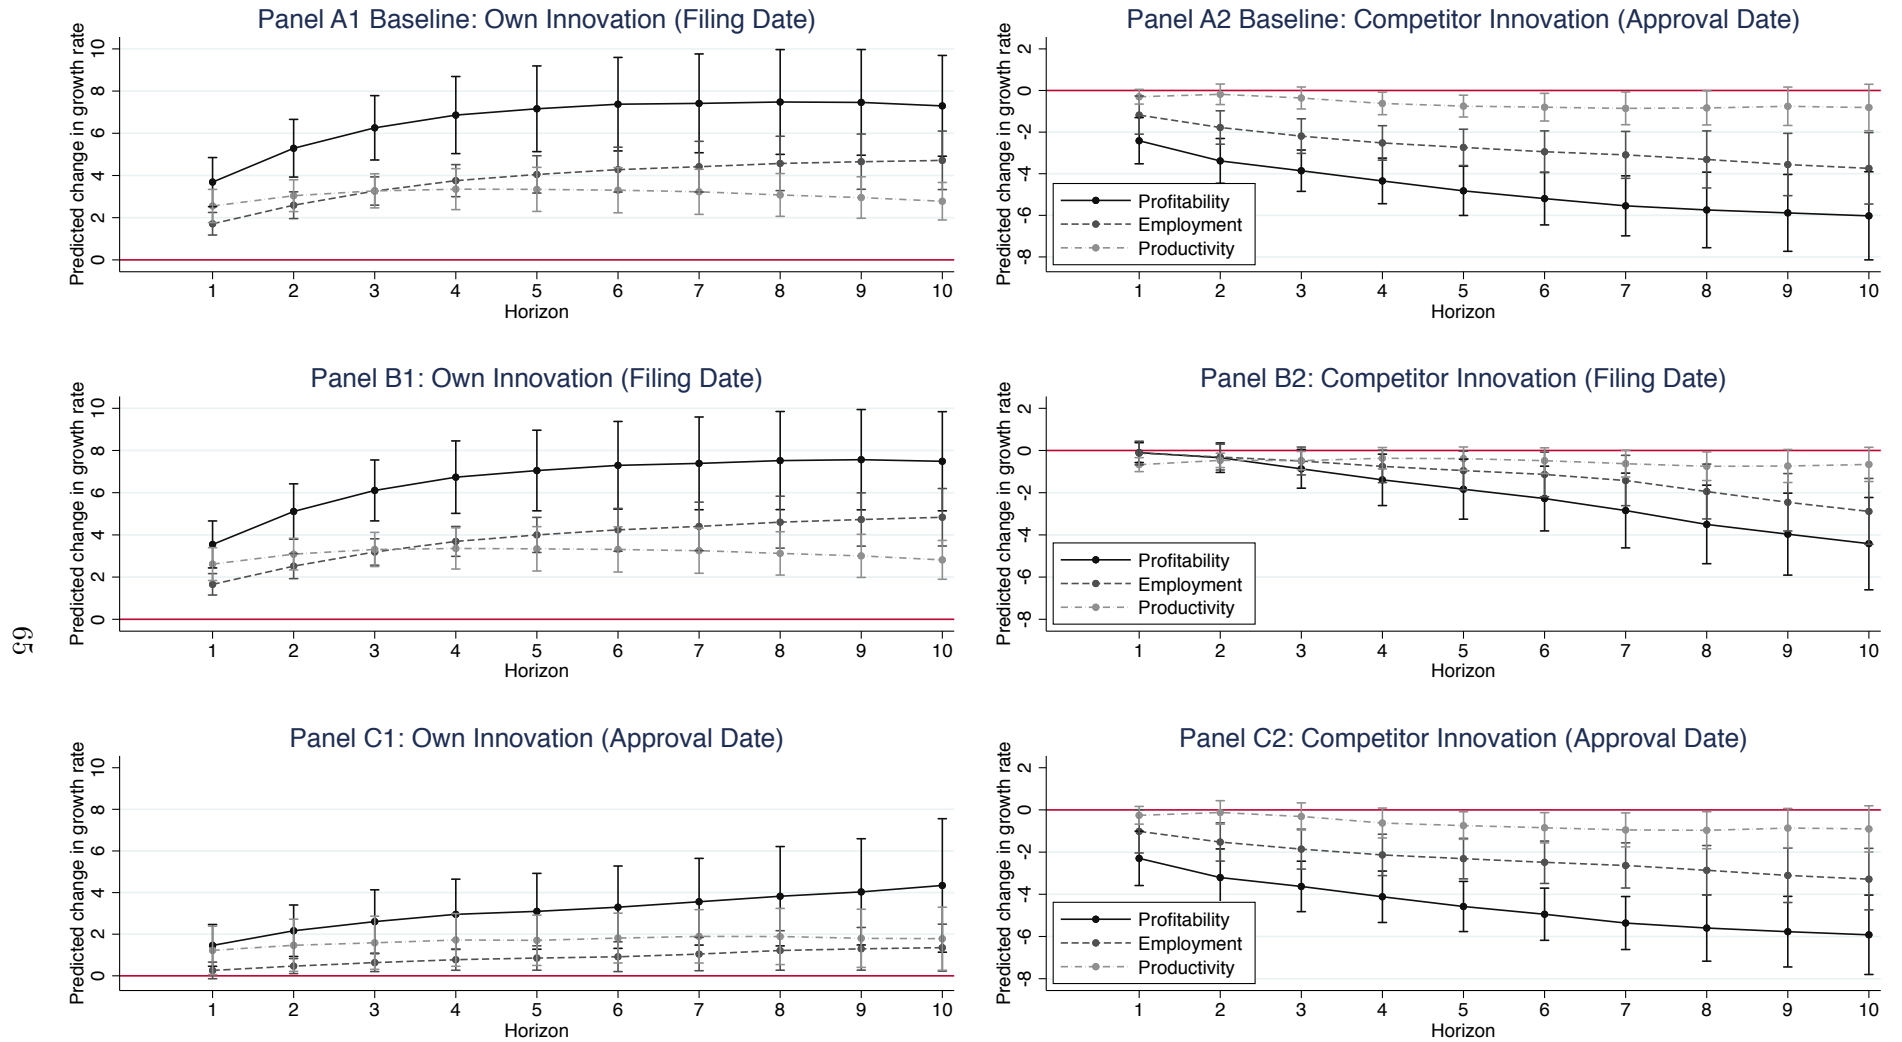 Panel A1 Baseline: Own Innovation (Filing Date)
Predicted change in growth rate
10
8
6
4
2
0
1 2 3 4 5 6 7 8 9 10
Horizon
Panel A2 Baseline: Competitor Innovation (Approval Date)
Predicted change in growth rate
2
0
-2
-4
-6
-8
Profitability
Employment
Productivity
1 2 3 4 5 6 7 8 9 10
Horizon
Panel B1: Own Innovation (Filing Date)
Predicted change in growth rate
10
8
6
4
2
0
1 2 3 4 5 6 7 8 9 10
Horizon
Panel B2: Competitor Innovation (Filing Date)
Predicted change in growth rate
2
0
-2
-4
-6
-8
Profitability
Employment
Productivity
1 2 3 4 5 6 7 8 9 10
Horizon
Panel C1: Own Innovation (Approval Date)
Predicted change in growth rate
10
8
6
4
2
0
1 2 3 4 5 6 7 8 9 10
Horizon
Panel C2: Competitor Innovation (Approval Date)
Predicted change in growth rate
2
0
-2
-4
-6
-8
Profitability
Employment
Productivity
1 2 3 4 5 6 7 8 9 10
Horizon
65